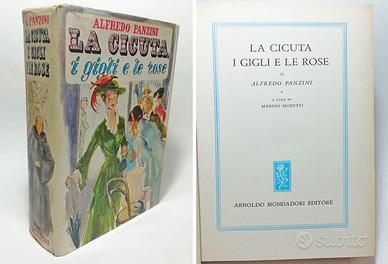 A. PANZINI
LA CICUTA
I GIGLI
E LE ROSE
ALFREDO PANZINI
LA CICUTA
i gigli e le rose
LA CICUTA
I GIGLI E LE ROSE
di
ALFREDO PANZINI
A CURA DI
MARINO MORETTI
ARNOLDO MONDADORI EDITORE
subito